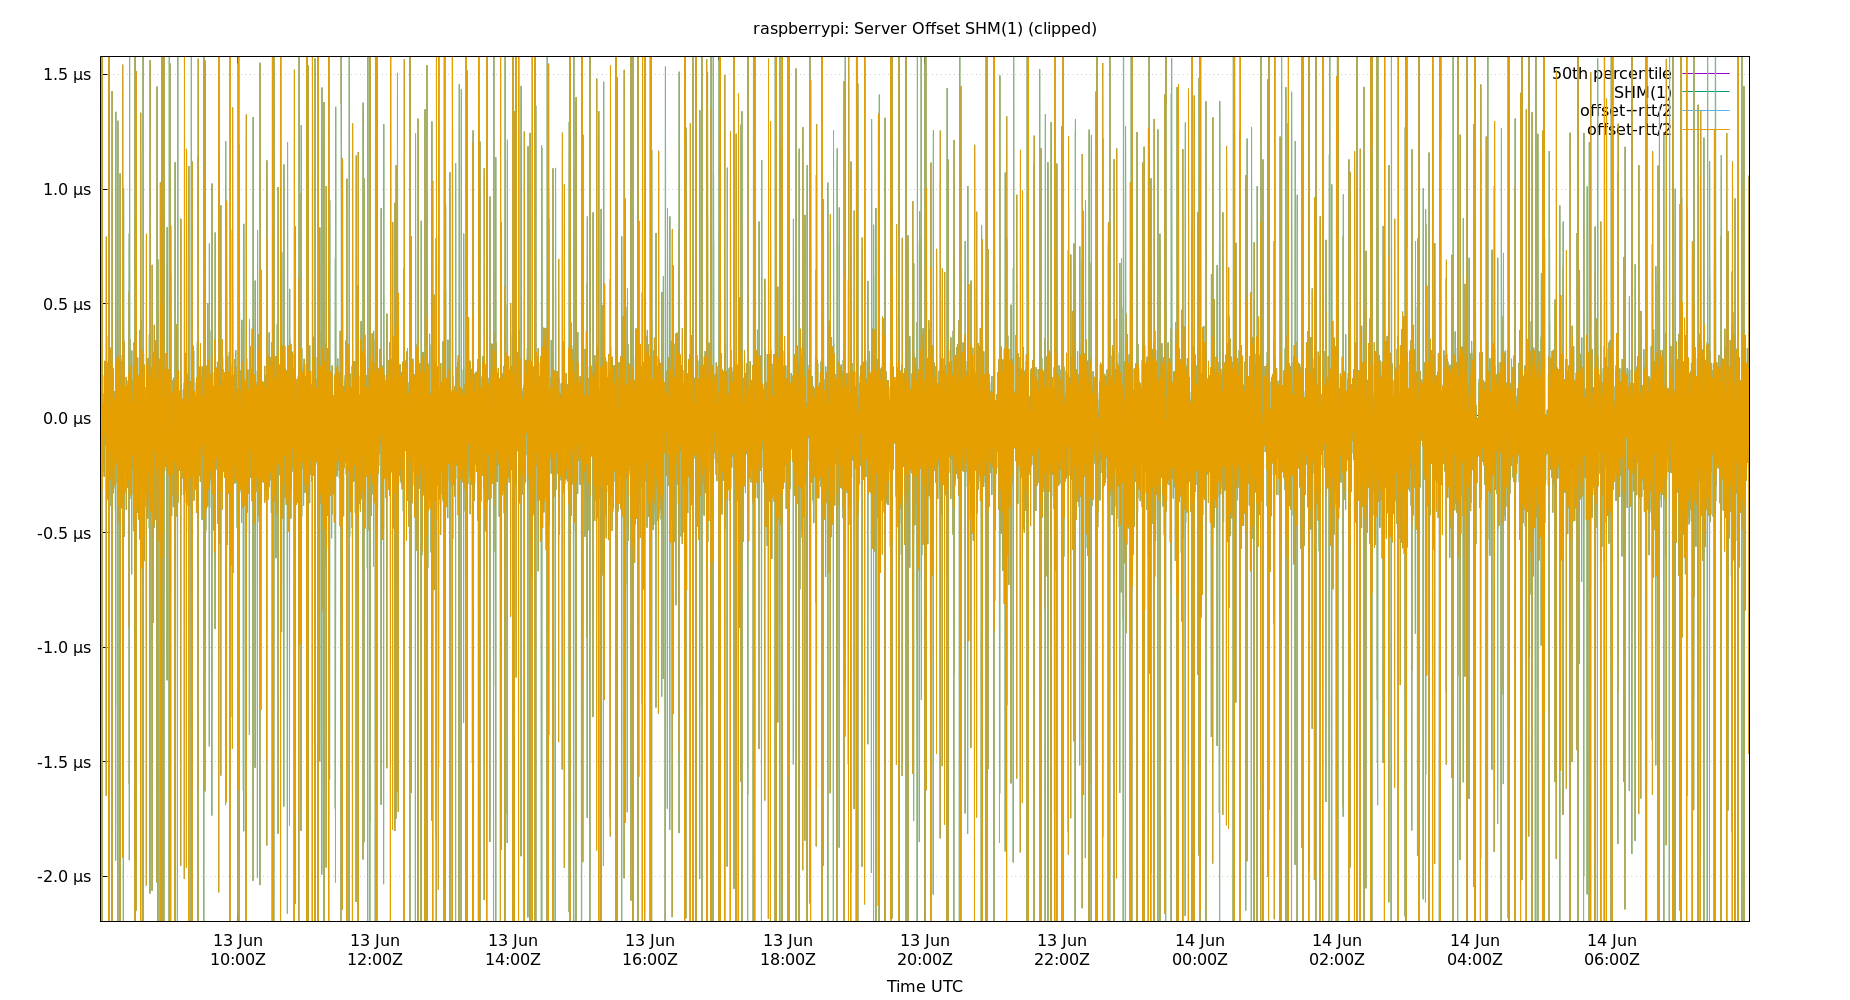 raspberrypi: Server Offset SHM(1) (clipped)
1.5 µs
1.0 µs
0.5 µs
0.0 µs
-0.5 µs
-1.0 µs
-1.5 µs
-2.0 µs
50th percentile
SHM(1)
offset+-rtt/2
offset-rtt/2
13 Jun 13 Jun 13 Jun 13 Jun 13 Jun 13 Jun 13 Jun 14 Jun 14 Jun 14 Jun 14 Jun
10:00Z 12:00Z 14:00Z 16:00Z 18:00Z 20:00Z 22:00Z 00:00Z 02:00Z 04:00Z 06:00Z
Time UTC